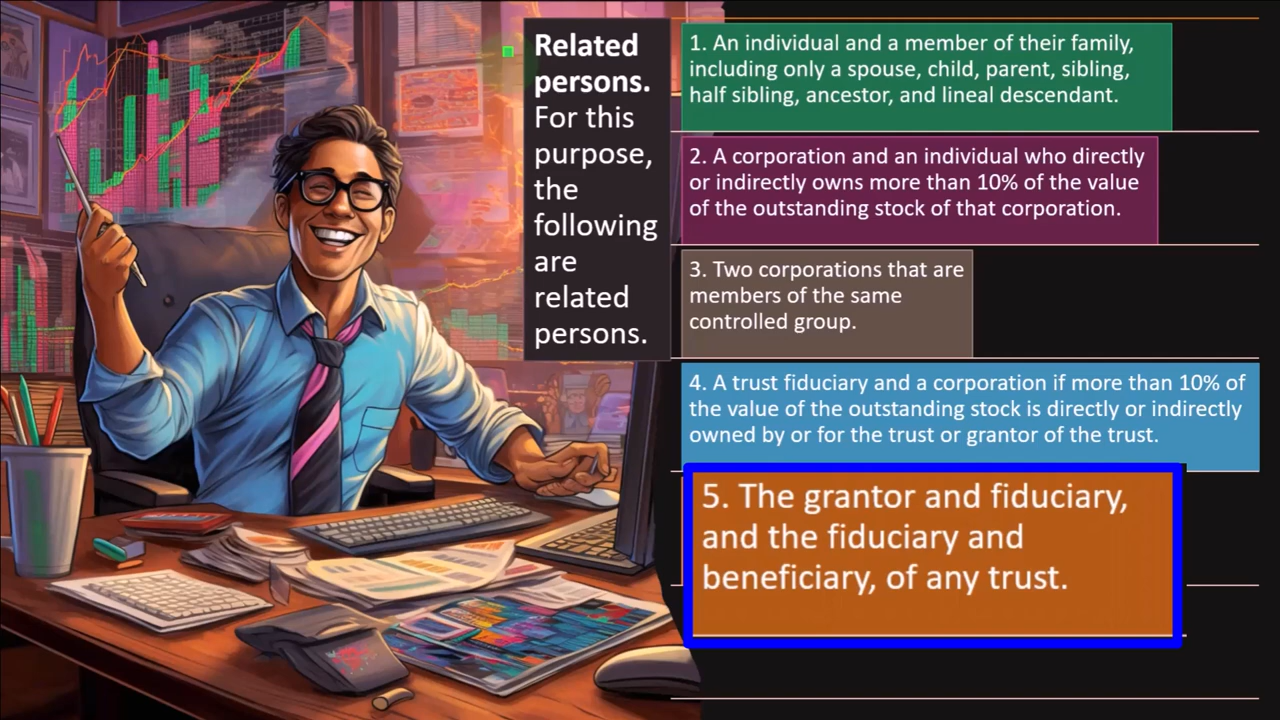 Related
persons.
For this
purpose,
the
following
are
related
persons.
1. An individual and a member of their family,
including only a spouse, child, parent, sibling,
half sibling, ancestor, and lineal descendant.
2. A corporation and an individual who directly
or indirectly owns more than 10% of the value
of the outstanding stock of that corporation.
3. Two corporations that are
members of the same
controlled group.
4. A trust fiduciary and a corporation if more than 10% of
the value of the outstanding stock is directly or indirectly
owned by or for the trust or grantor of the trust.
5. The grantor and fiduciary,
and the fiduciary and
beneficiary, of any trust.